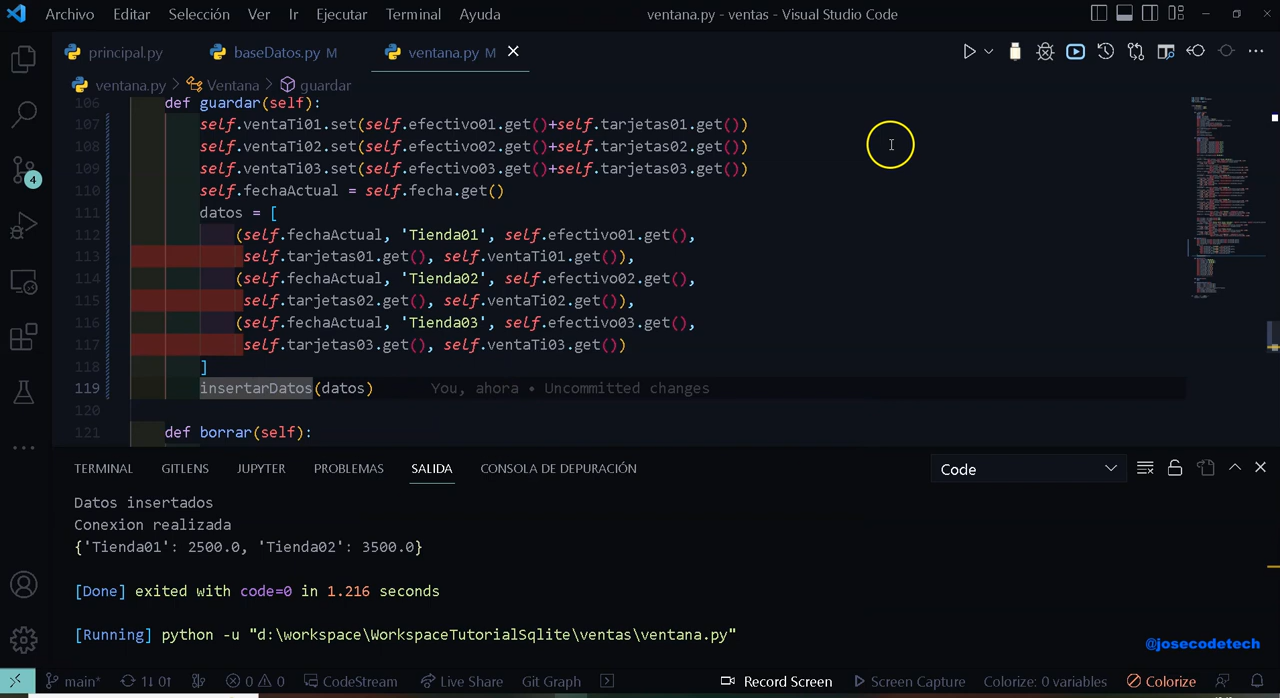 Archivo Editar Selección Ver Ir Ejecutar Terminal Ayuda ventana.py - ventas - Visual Studio Code
principal.py baseDatos.py M ventana.py M
ventana.py > Ventana > guardar
106 def guardar(self):
107 self.ventaTi01.set(self.efectivo01.get()+self.tarjetas01.get())
108 self.ventaTi02.set(self.efectivo02.get()+self.tarjetas02.get())
109 self.ventaTi03.set(self.efectivo03.get()+self.tarjetas03.get())
110 self.fechaActual = self.fecha.get()
111 datos = [
112 (self.fechaActual, 'Tienda01', self.efectivo01.get(),
113 self.tarjetas01.get(), self.ventaTi01.get()),
114 (self.fechaActual, 'Tienda02', self.efectivo02.get(),
115 self.tarjetas02.get(), self.ventaTi02.get()),
116 (self.fechaActual, 'Tienda03', self.efectivo03.get(),
117 self.tarjetas03.get(), self.ventaTi03.get())
118 ]
119 insertarDatos(datos) You, ahora • Uncommitted changes
120
121 def borrar(self):
4
TERMINAL GITLENS JUPYTER PROBLEMS SALIDA CONSOLA DE DEPURACIÓN Code
Datos insertados
Conexion realizada
{'Tienda01': 2500.0, 'Tienda02': 3500.0}
[Done] exited with code=0 in 1.216 seconds
[Running] python -u "d:\workspace\WorkspaceTutorialSqlite\ventas\ventana.py"
@josecodetech
main* 1↓ 0↑ 0 0 CodeStream Live Share Git Graph Record Screen Screen Capture Colorize: 0 variables Colorize